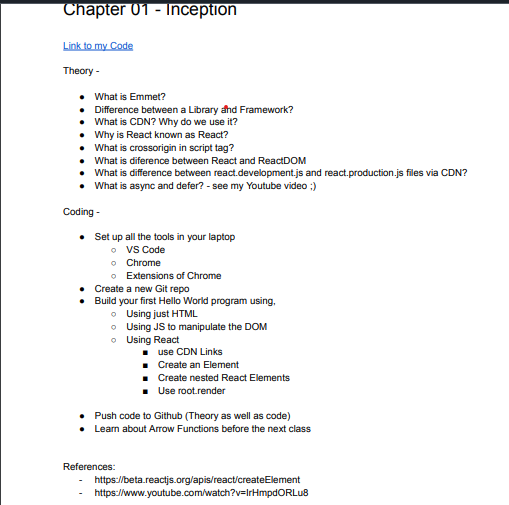 Chapter 01 - Inception
Link to my Code
Theory -
● What is Emmet?
● Difference between a Library and Framework?
● What is CDN? Why do we use it?
● Why is React known as React?
● What is crossorigin in script tag?
● What is diference between React and ReactDOM
● What is difference between react.development.js and react.production.js files via CDN?
● What is async and defer? - see my Youtube video ;)
Coding -
● Set up all the tools in your laptop
○ VS Code
○ Chrome
○ Extensions of Chrome
● Create a new Git repo
● Build your first Hello World program using,
○ Using just HTML
○ Using JS to manipulate the DOM
○ Using React
■ use CDN Links
■ Create an Element
■ Create nested React Elements
■ Use root.render
● Push code to Github (Theory as well as code)
● Learn about Arrow Functions before the next class
References:
- https://beta.reactjs.org/apis/react/createElement
- https://www.youtube.com/watch?v=IrHmpdORLu8